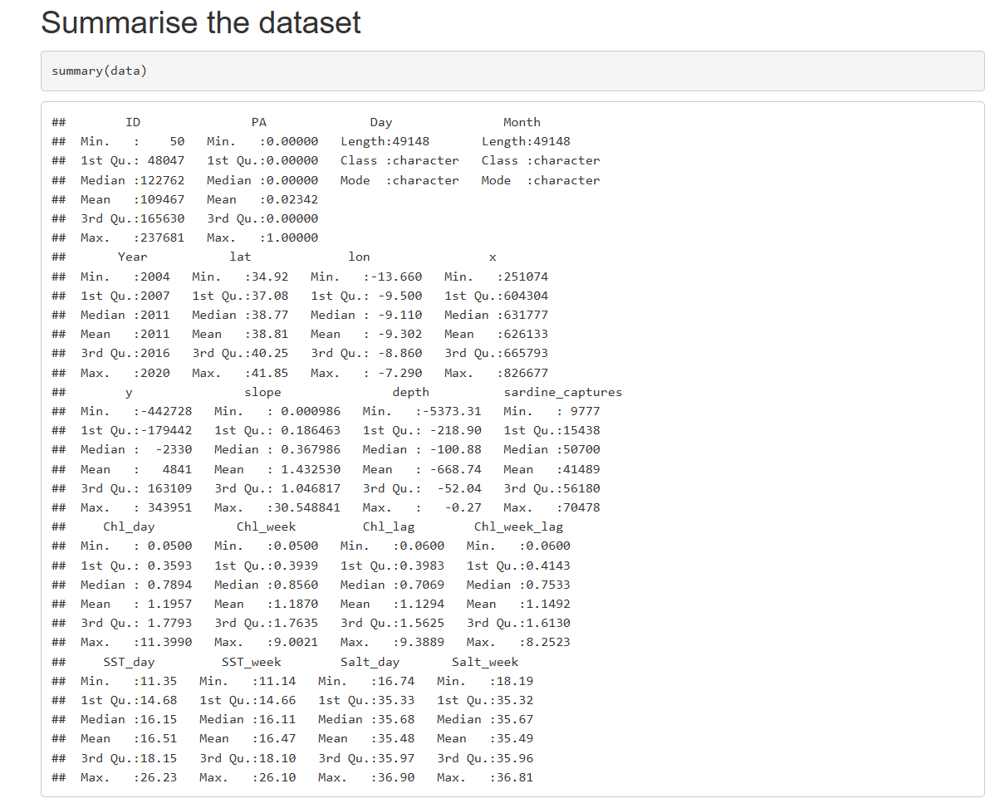 Summarise the dataset
summary(data)
##        ID               PA              Day               Month          
##  Min.   :    50   Min.   :0.00000   Length:49148       Length:49148      
##  1st Qu.: 48047   1st Qu.:0.00000   Class :character   Class :character  
##  Median :122762   Median :0.00000   Mode  :character   Mode  :character  
##  Mean   :109467   Mean   :0.02342                                        
##  3rd Qu.:165630   3rd Qu.:0.00000                                        
##  Max.   :237681   Max.   :1.00000                                        
##       Year           lat             lon                x         
##  Min.   :2004   Min.   :34.92   Min.   :-13.660   Min.   :251074  
##  1st Qu.:2007   1st Qu.:37.08   1st Qu.: -9.500   1st Qu.:604304  
##  Median :2011   Median :38.77   Median : -9.110   Median :631777  
##  Mean   :2011   Mean   :38.81   Mean   : -9.302   Mean   :626133  
##  3rd Qu.:2016   3rd Qu.:40.25   3rd Qu.: -8.860   3rd Qu.:665793  
##  Max.   :2020   Max.   :41.85   Max.   : -7.290   Max.   :826677  
##        y               slope               depth          sardine_captures
##  Min.   :-442728   Min.   : 0.000986   Min.   :-5373.31   Min.   : 9777   
##  1st Qu.:-179442   1st Qu.: 0.186463   1st Qu.: -218.90   1st Qu.:15438   
##  Median :  -2330   Median : 0.367986   Median : -100.88   Median :50700   
##  Mean   :   4841   Mean   : 1.432530   Mean   : -668.74   Mean   :41489   
##  3rd Qu.: 163109   3rd Qu.: 1.046817   3rd Qu.:  -52.04   3rd Qu.:56180   
##  Max.   : 343951   Max.   :30.548841   Max.   :   -0.27   Max.   :70478   
##     Chl_day           Chl_week         Chl_lag        Chl_week_lag   
##  Min.   : 0.0500   Min.   :0.0500   Min.   :0.0600   Min.   :0.0600  
##  1st Qu.: 0.3593   1st Qu.:0.3939   1st Qu.:0.3983   1st Qu.:0.4143  
##  Median : 0.7894   Median :0.8560   Median :0.7069   Median :0.7533  
##  Mean   : 1.1957   Mean   :1.1870   Mean   :1.1294   Mean   :1.1492  
##  3rd Qu.: 1.7793   3rd Qu.:1.7635   3rd Qu.:1.5625   3rd Qu.:1.6130  
##  Max.   :11.3990   Max.   :9.0021   Max.   :9.3889   Max.   :8.2523  
##     SST_day         SST_week        Salt_day       Salt_week    
##  Min.   :11.35   Min.   :11.14   Min.   :16.74   Min.   :18.19  
##  1st Qu.:14.68   1st Qu.:14.66   1st Qu.:35.33   1st Qu.:35.32  
##  Median :16.15   Median :16.11   Median :35.68   Median :35.67  
##  Mean   :16.51   Mean   :16.47   Mean   :35.48   Mean   :35.49  
##  3rd Qu.:18.15   3rd Qu.:18.10   3rd Qu.:35.97   3rd Qu.:35.96  
##  Max.   :26.23   Max.   :26.10   Max.   :36.90   Max.   :36.81